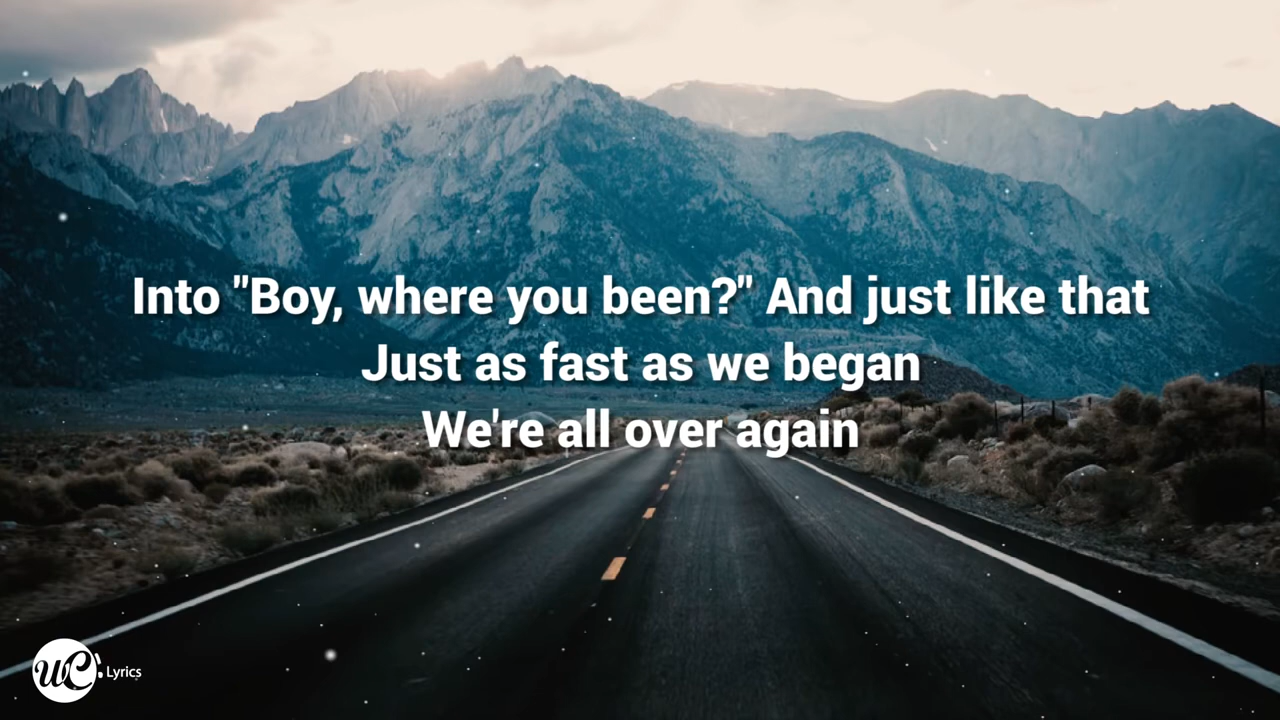 Into "Boy, where you been?" And just like that
Just as fast as we began
We're all over again
UC Lyrics